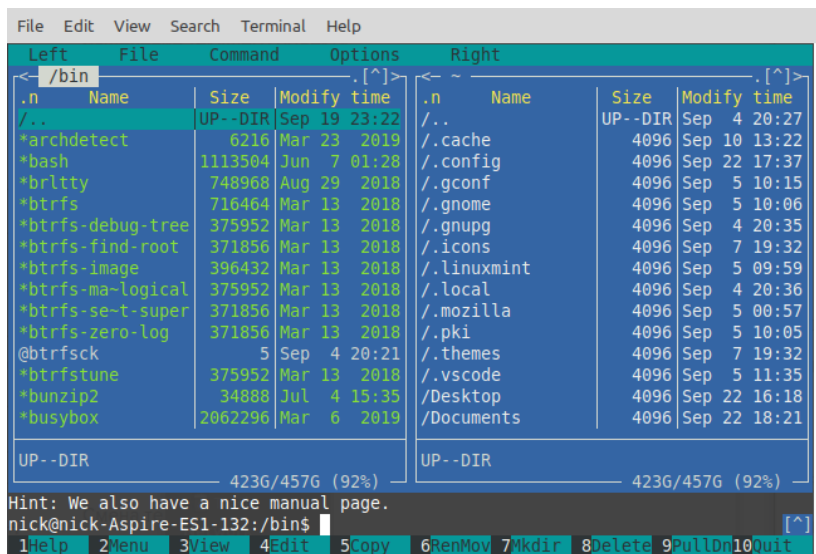 File Edit View Search Terminal Help
Left File Command Options Right
<─ /bin ─.[^]>
.n Name Size Modify time
/.. UP--DIR Sep 19 23:22
*archdetect 6216 Mar 23 2019
*bash 1113504 Jun 7 01:28
*brltty 748968 Aug 29 2018
*btrfs 716464 Mar 13 2018
*btrfs-debug-tree 375952 Mar 13 2018
*btrfs-find-root 371856 Mar 13 2018
*btrfs-image 396432 Mar 13 2018
*btrfs-ma~logical 375952 Mar 13 2018
*btrfs-se~t-super 371856 Mar 13 2018
*btrfs-zero-log 371856 Mar 13 2018
@btrfsck 5 Sep 4 20:21
*btrfstune 375952 Mar 13 2018
*bunzip2 34888 Jul 4 15:35
*busybox 2062296 Mar 6 2019
UP--DIR
423G/457G (92%)
<─ ~ ─.[^]>
.n Name Size Modify time
/.. UP--DIR Sep 4 20:27
/.cache 4096 Sep 10 13:22
/.config 4096 Sep 22 17:37
/.gconf 4096 Sep 5 10:15
/.gnome 4096 Sep 5 10:06
/.gnupg 4096 Sep 4 20:35
/.icons 4096 Sep 7 19:32
/.linuxmint 4096 Sep 5 09:59
/.local 4096 Sep 4 20:36
/.mozilla 4096 Sep 5 00:57
/.pki 4096 Sep 5 10:05
/.themes 4096 Sep 7 19:32
/.vscode 4096 Sep 5 11:35
/Desktop 4096 Sep 22 16:18
/Documents 4096 Sep 22 18:21
UP--DIR
423G/457G (92%)
Hint: We also have a nice manual page.
nick@nick-Aspire-ES1-132:/bin$ [^]
1Help 2Menu 3View 4Edit 5Copy 6RenMov 7Mkdir 8Delete 9PullDn 10Quit